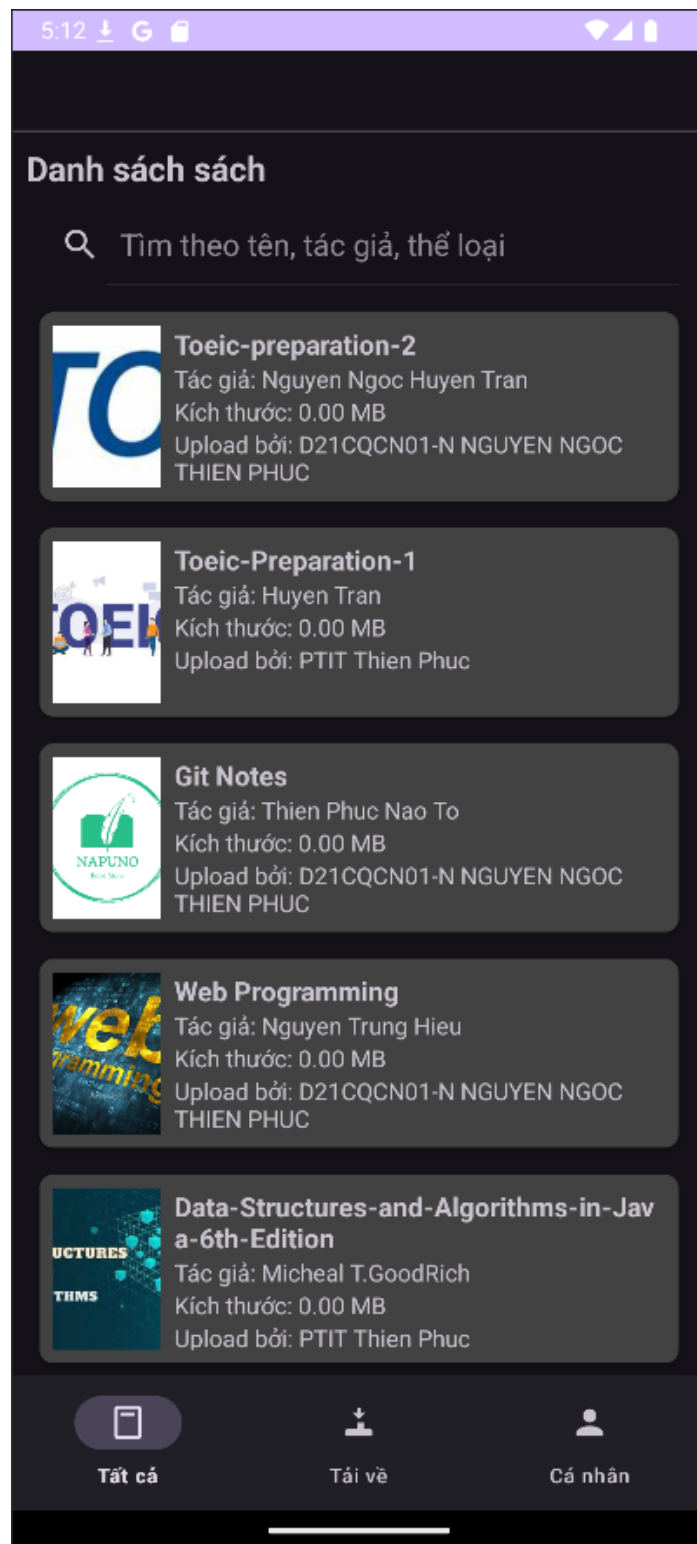 5:12
Danh sách sách
Tìm theo tên, tác giả, thể loại
TO
Toeic-preparation-2
Tác giả: Nguyen Ngoc Huyen Tran
Kích thước: 0.00 MB
Upload bởi: D21CQCN01-N NGUYEN NGOC
THIEN PHUC
TOEIC
Toeic-Preparation-1
Tác giả: Huyen Tran
Kích thước: 0.00 MB
Upload bởi: PTIT Thien Phuc
NAPUNO
Book Store
Git Notes
Tác giả: Thien Phuc Nao To
Kích thước: 0.00 MB
Upload bởi: D21CQCN01-N NGUYEN NGOC
THIEN PHUC
web
ramming
Web Programming
Tác giả: Nguyen Trung Hieu
Kích thước: 0.00 MB
Upload bởi: D21CQCN01-N NGUYEN NGOC
THIEN PHUC
UCTURES
THMS
Data-Structures-and-Algorithms-in-Jav
a-6th-Edition
Tác giả: Micheal T.GoodRich
Kích thước: 0.00 MB
Upload bởi: PTIT Thien Phuc
Tất cả
Tải về
Cá nhân